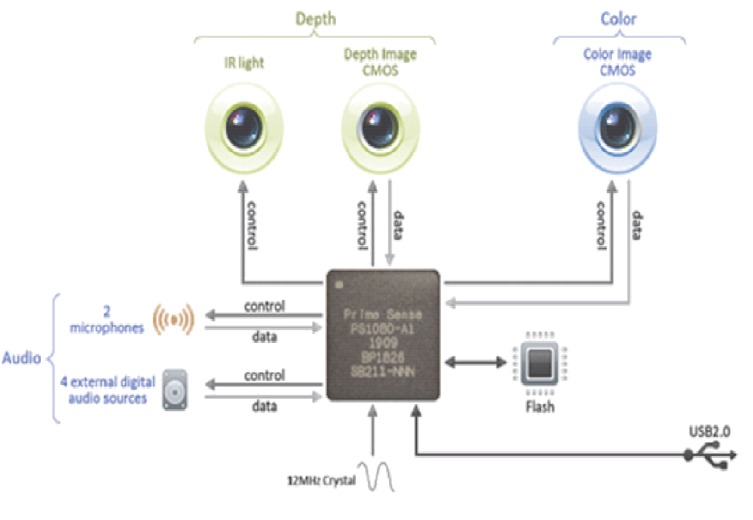 Depth
Color
IR light
Depth Image
CMOS
Color Image
CMOS
control
control
data
control
data
Audio
2
microphones
control
data
4 external digital
audio sources
control
data
Prime Sense
PS1080-A1
1909
BP1826
SB211-NNN
Flash
USB2.0
12MHz Crystal